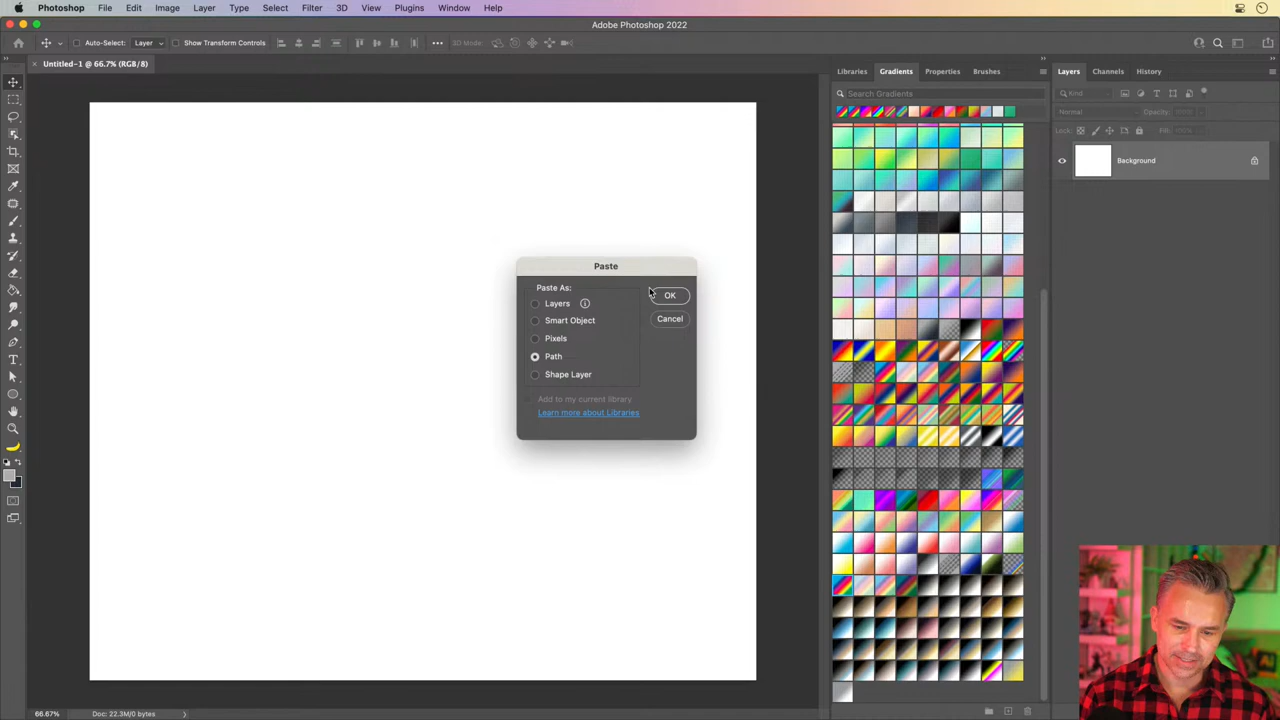 Photoshop File Edit Image Layer Type Select Filter 3D View Plugins Window Help
Adobe Photoshop 2022
Auto-Select: Layer Show Transform Controls 3D Mode:
Untitled-1 @ 66.7% (RGB/8)
Libraries Gradients Properties Brushes
Layers Channels History
Search Gradients
Kind
Normal Opacity:
Lock: Fill: 100%
Background
Paste
Paste As:
Layers
Smart Object
Pixels
Path
Shape Layer
OK
Cancel
Add to my current library
Learn more about Libraries
66.67% Doc: 22.3M/0 bytes